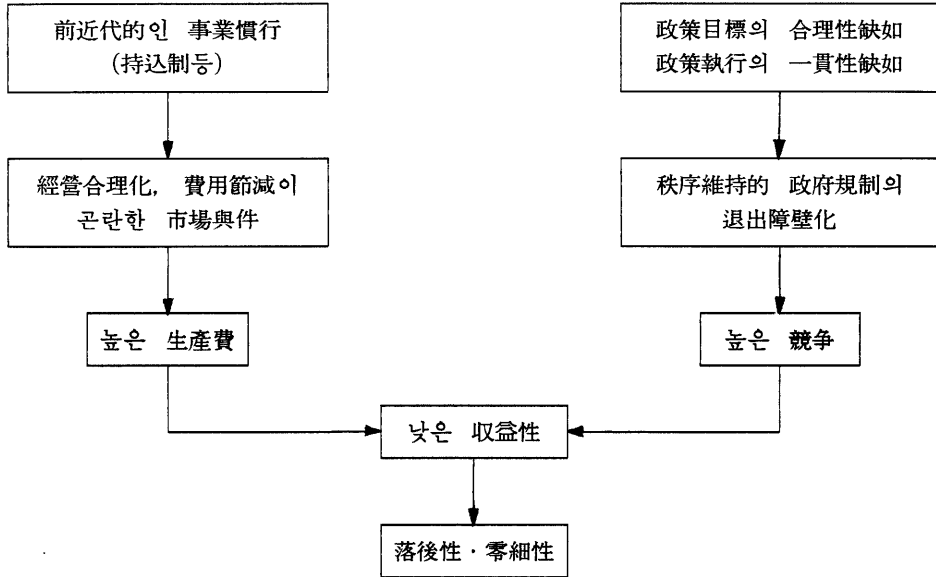 前近代的인 事業慣行
(持込制등)
政策目標의 合理性缺如
政策執行의 一貫性缺如
經營合理化, 費用節減이
곤란한 市場與件
秩序維持的 政府規制의
退出障壁化
높은 生產費
높은 競争
낮은 収益性
落後性·零細性